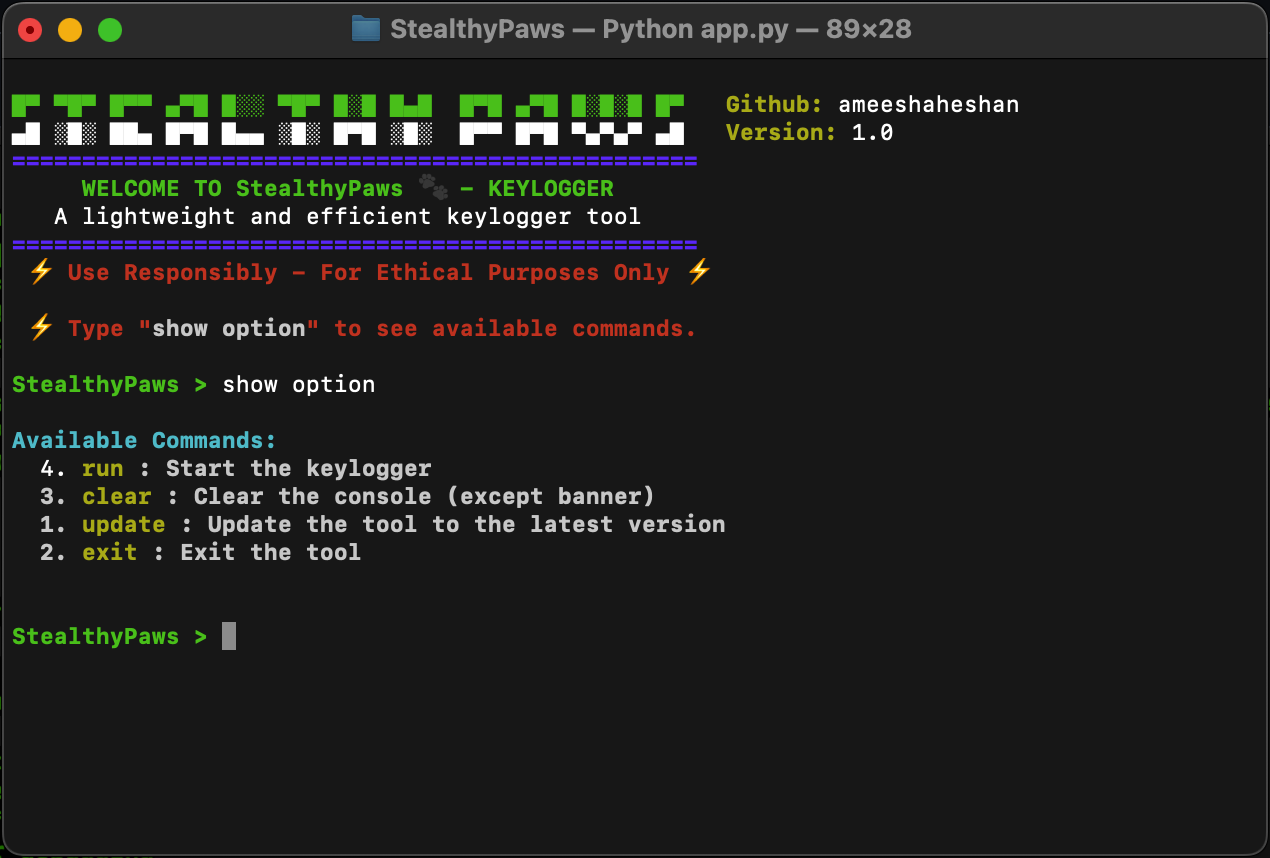 StealthyPaws — Python app.py — 89×28
STEALTHY PAWS
Github: ameeshaheshan
Version: 1.0
=================================================
WELCOME TO StealthyPaws 🐾 - KEYLOGGER
A lightweight and efficient keylogger tool
=================================================
⚡ Use Responsibly - For Ethical Purposes Only ⚡
⚡ Type "show option" to see available commands.
StealthyPaws > show option
Available Commands:
4. run : Start the keylogger
3. clear : Clear the console (except banner)
1. update : Update the tool to the latest version
2. exit : Exit the tool
StealthyPaws >